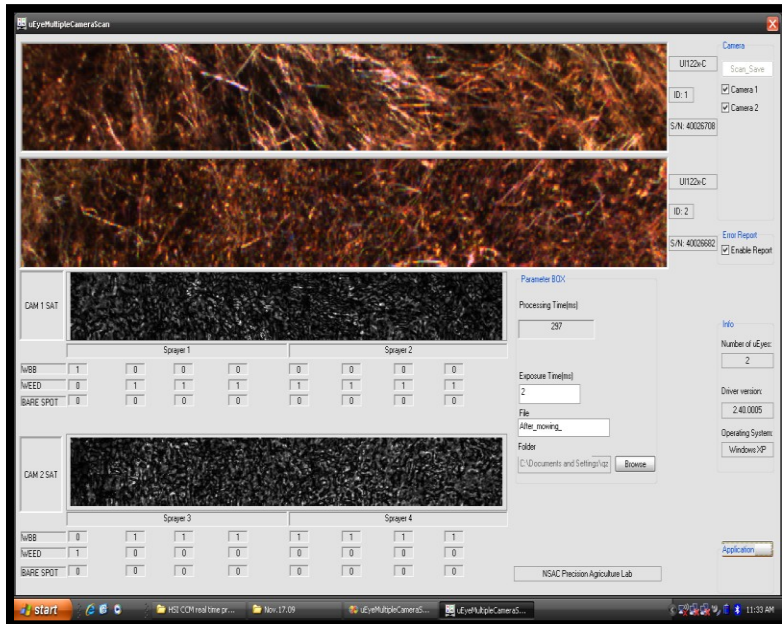 uEyeMultipleCameraScan
Camera
UI122x-C
Scan_Save
ID: 1
Camera 1
Camera 2
S/N: 40026708
UI122x-C
ID: 2
Error Report
S/N: 40026682
Enable Report
Parameter BOX
CAM 1 SAT
Processing Time(ms)
297
Info
Number of uEyes:
2
Sprayer 1 Sprayer 2
WBB 1 0 0 0 0 0 0 0
WEED 0 1 1 1 1 1 1 1
BARE SPOT 0 0 0 0 0 0 0 0
Exposure Time(ms)
2
Driver version:
2.40.0005
File
After_mowing_
Operating System:
Windows XP
Folder
C:\Documents and Settings\qz Browse
CAM 2 SAT
Sprayer 3 Sprayer 4
WBB 0 1 1 1 1 1 1 1
WEED 1 0 0 0 0 0 0 0
BARE SPOT 0 0 0 0 0 0 0 0
Application
NSAC Precision Agriculture Lab
start HSI CCM real time pr... Nov.17.09 uEyeMultipleCameraS... uEyeMultipleCameraS... 11:33 AM